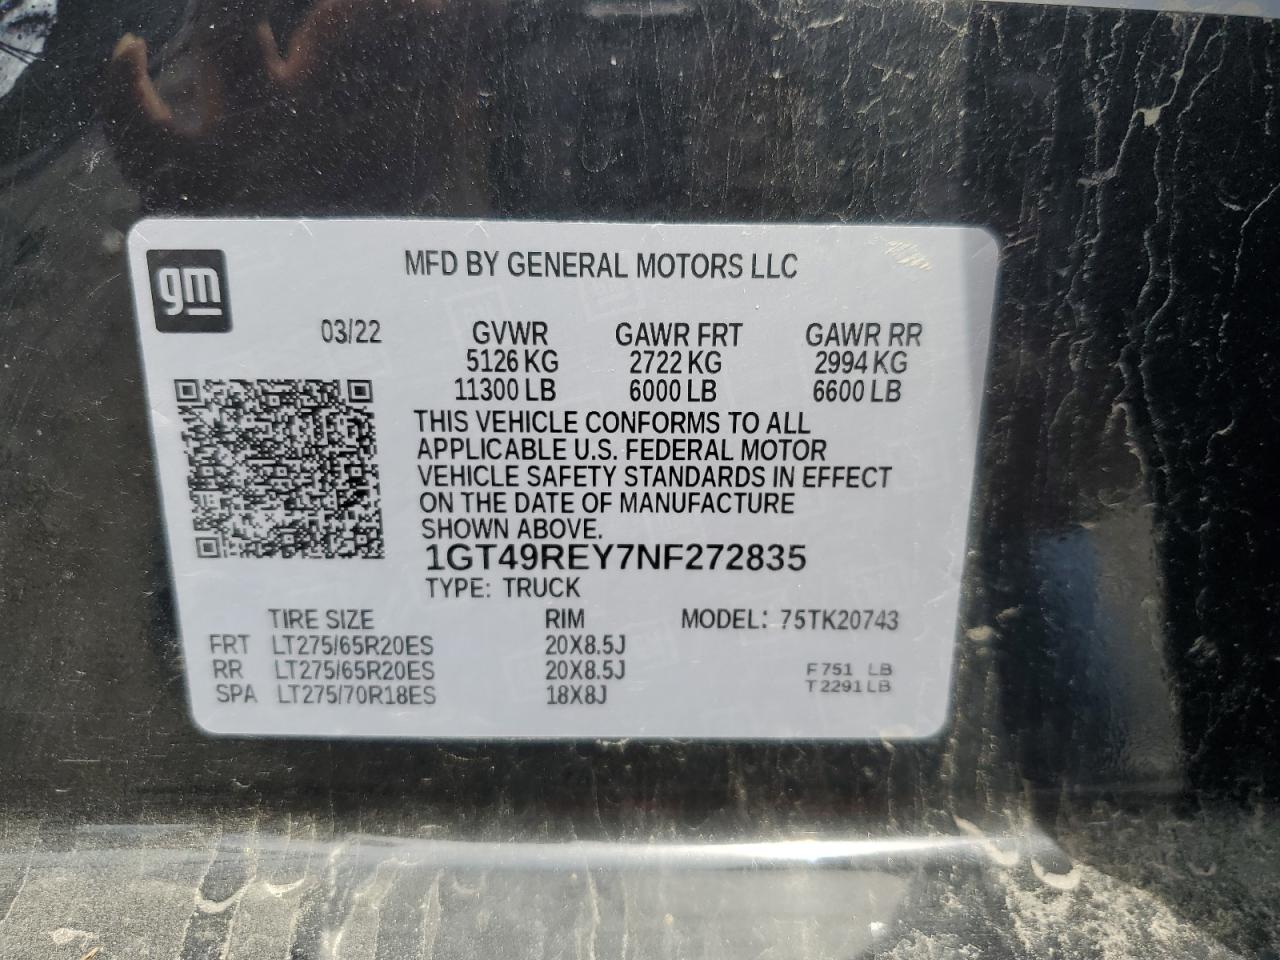 gm
MFD BY GENERAL MOTORS LLC
03/22 GVWR GAWR FRT GAWR RR
5126 KG 2722 KG 2994 KG
11300 LB 6000 LB 6600 LB
THIS VEHICLE CONFORMS TO ALL
APPLICABLE U.S. FEDERAL MOTOR
VEHICLE SAFETY STANDARDS IN EFFECT
ON THE DATE OF MANUFACTURE
SHOWN ABOVE.
1GT49REY7NF272835
TYPE: TRUCK
TIRE SIZE RIM MODEL: 75TK20743
FRT LT275/65R20ES 20X8.5J
RR LT275/65R20ES 20X8.5J F751 LB
SPA LT275/70R18ES 18X8J T2291LB